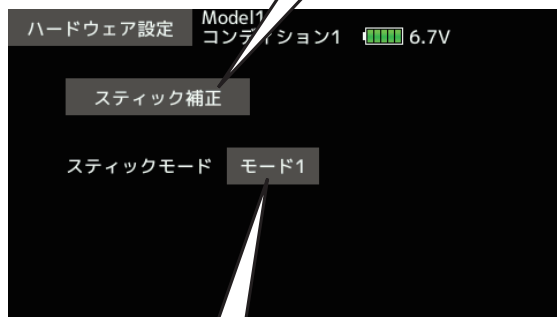 ハードウェア設定
Model1
コンディション1
6.7V
スティック補正
スティックモード モード1